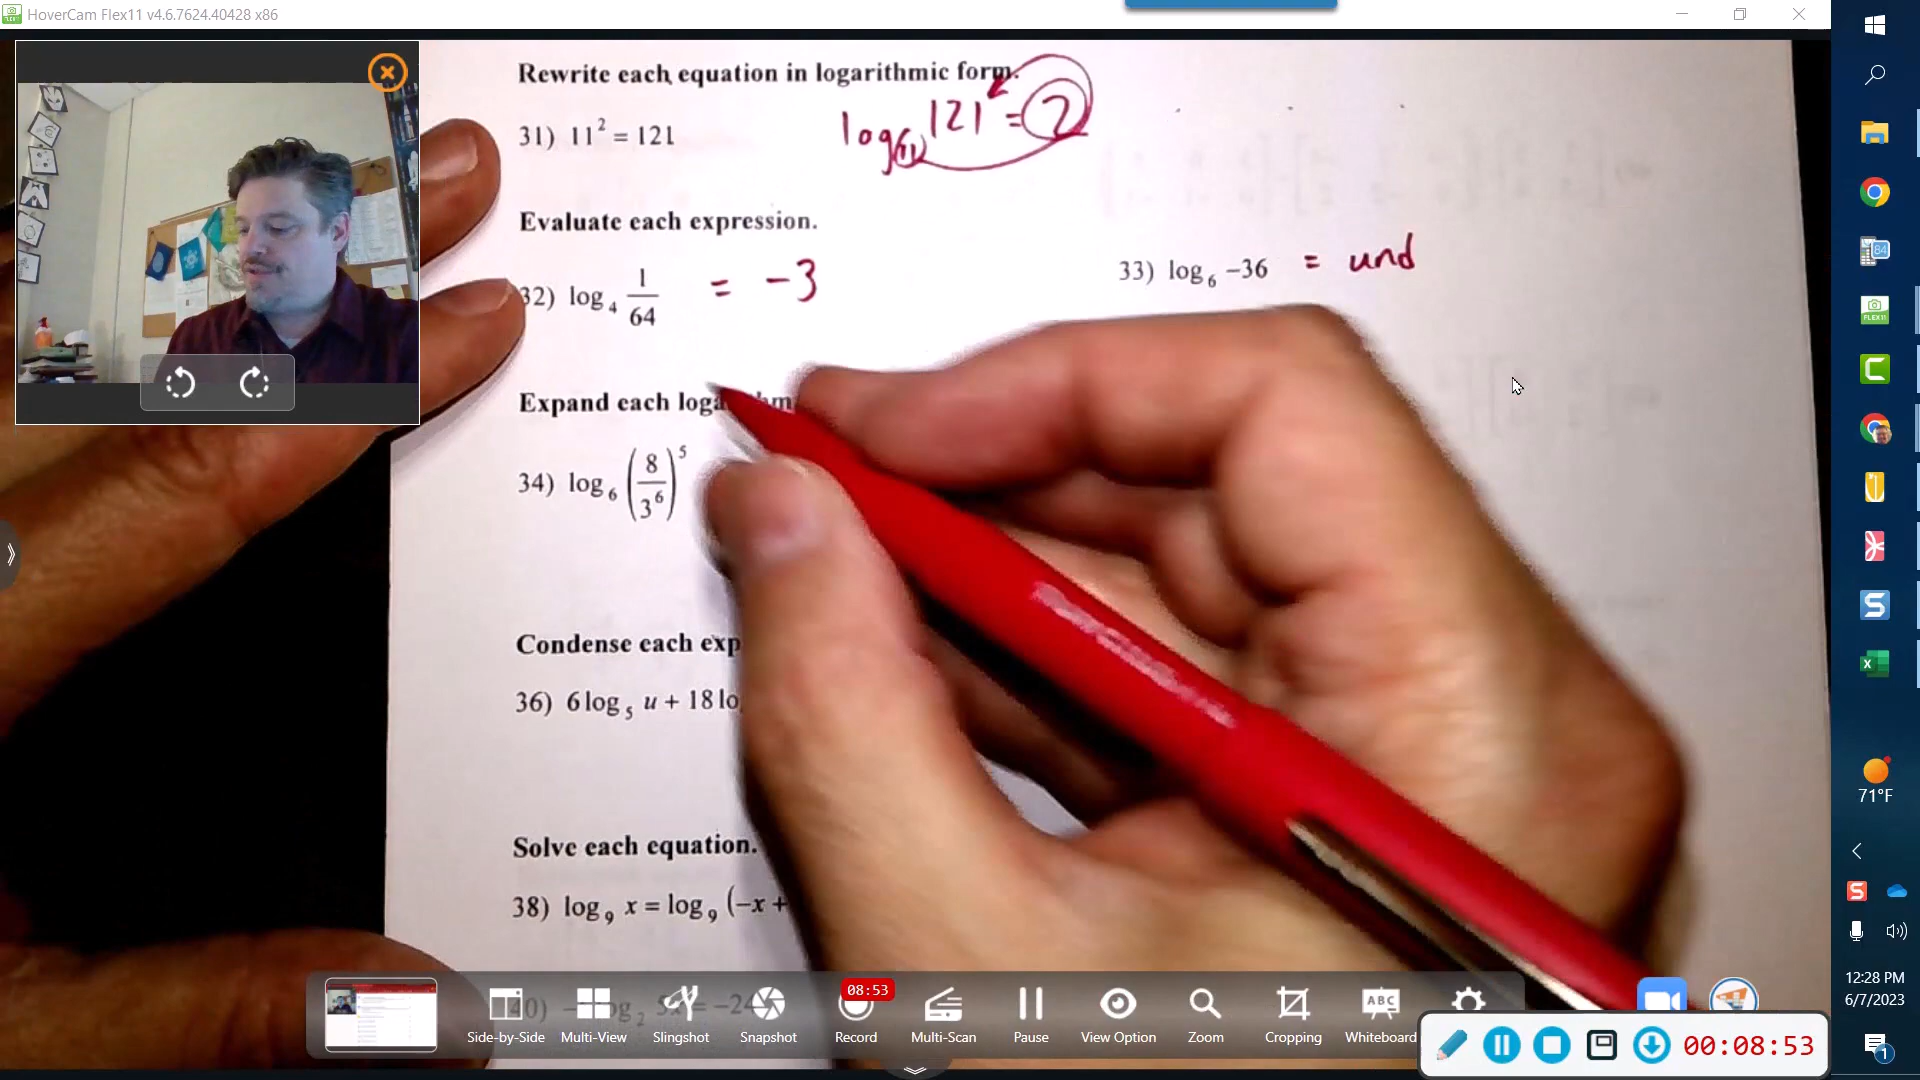 HoverCam Flex11 v4.6.7624.40428 x86
Rewrite each equation in logarithmic form.
31) 11² = 121
log₁₁ 121 = 2
Evaluate each expression.
32) log₄ 1/64 = -3
33) log₆ -36 = und
Expand each
34) log₆ (8/3⁶)⁵
Condense each
36) 6 log₅ u + 18
Solve each equation.
38) log₉ x = log₉ (-x +
Side-by-Side
Multi-View
Slingshot
Snapshot
08:53
Record
Multi-Scan
Pause
View Option
Zoom
Cropping
ABC
Whiteboard
00:08:53
84
FLEX11
71°F
12:28 PM
6/7/2023
1